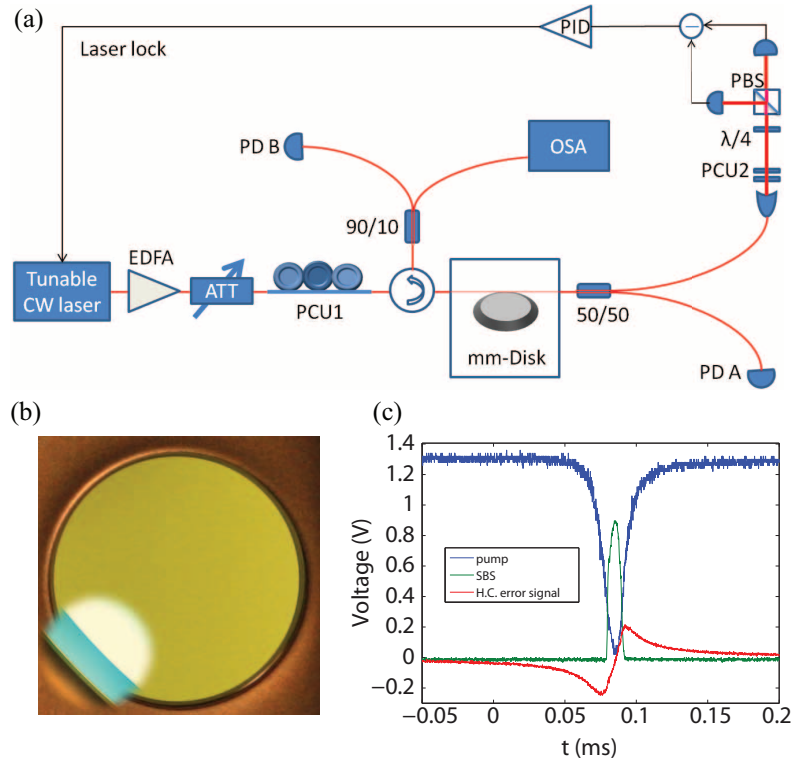 (a)
PID
Laser lock
PBS
λ/4
PCU2
PD B
OSA
90/10
EDFA
Tunable
CW laser
ATT
PCU1
50/50
mm-Disk
PD A
(b)
(c)
1.4
1.2
1
0.8
0.6
0.4
0.2
0
−0.2
Voltage (V)
pump
SBS
H.C. error signal
−0.05
0
0.05
0.1
0.15
0.2
t (ms)